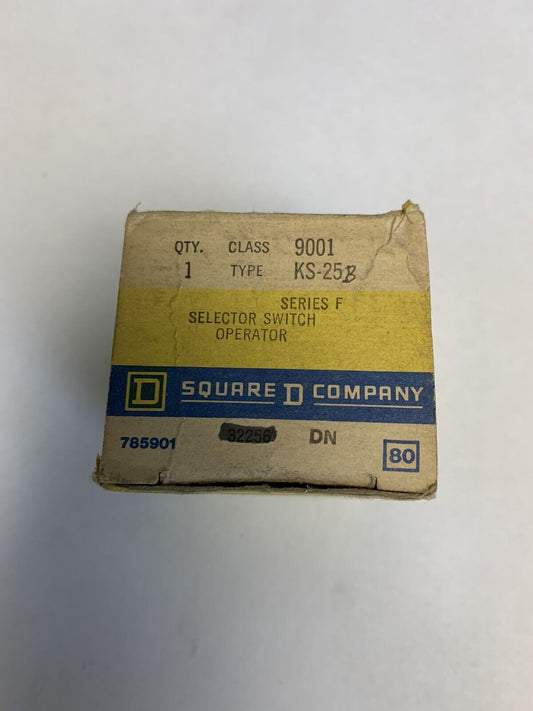 QTY. CLASS 9001
1 TYPE KS-25B
SERIES F
SELECTOR SWITCH
OPERATOR
D SQUARE D COMPANY
785901 32256 DN 80